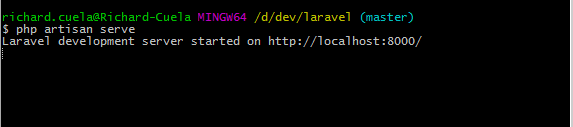 richard.cuela@Richard-Cuela MINGW64 /d/dev/laravel (master)
$ php artisan serve
Laravel development server started on http://localhost:8000/